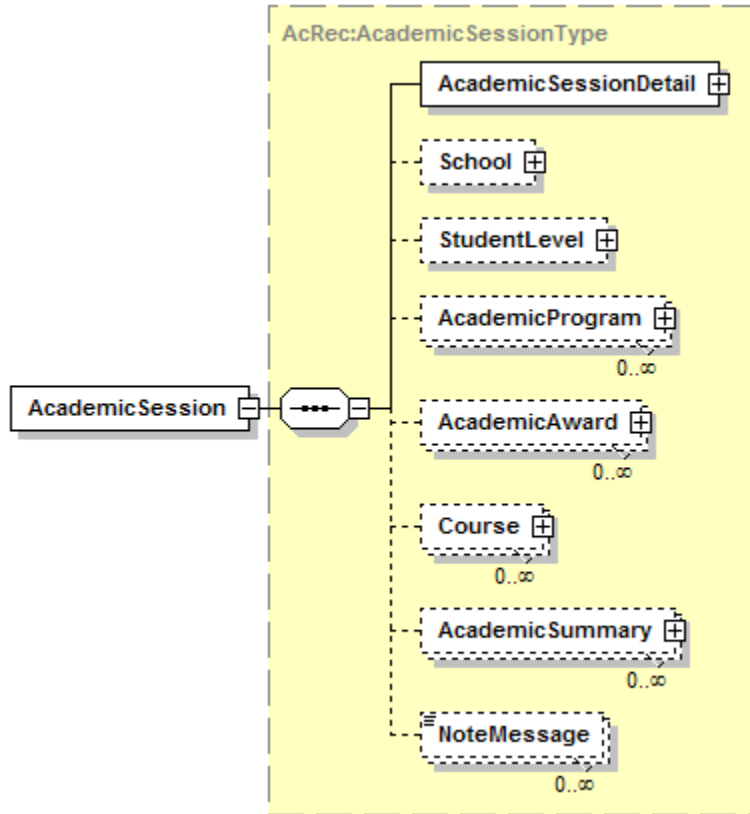 AcRec:AcademicSessionType
AcademicSessionDetail
School
StudentLevel
AcademicProgram
0..∞
AcademicSession
AcademicAward
0..∞
Course
0..∞
AcademicSummary
0..∞
NoteMessage
0..∞